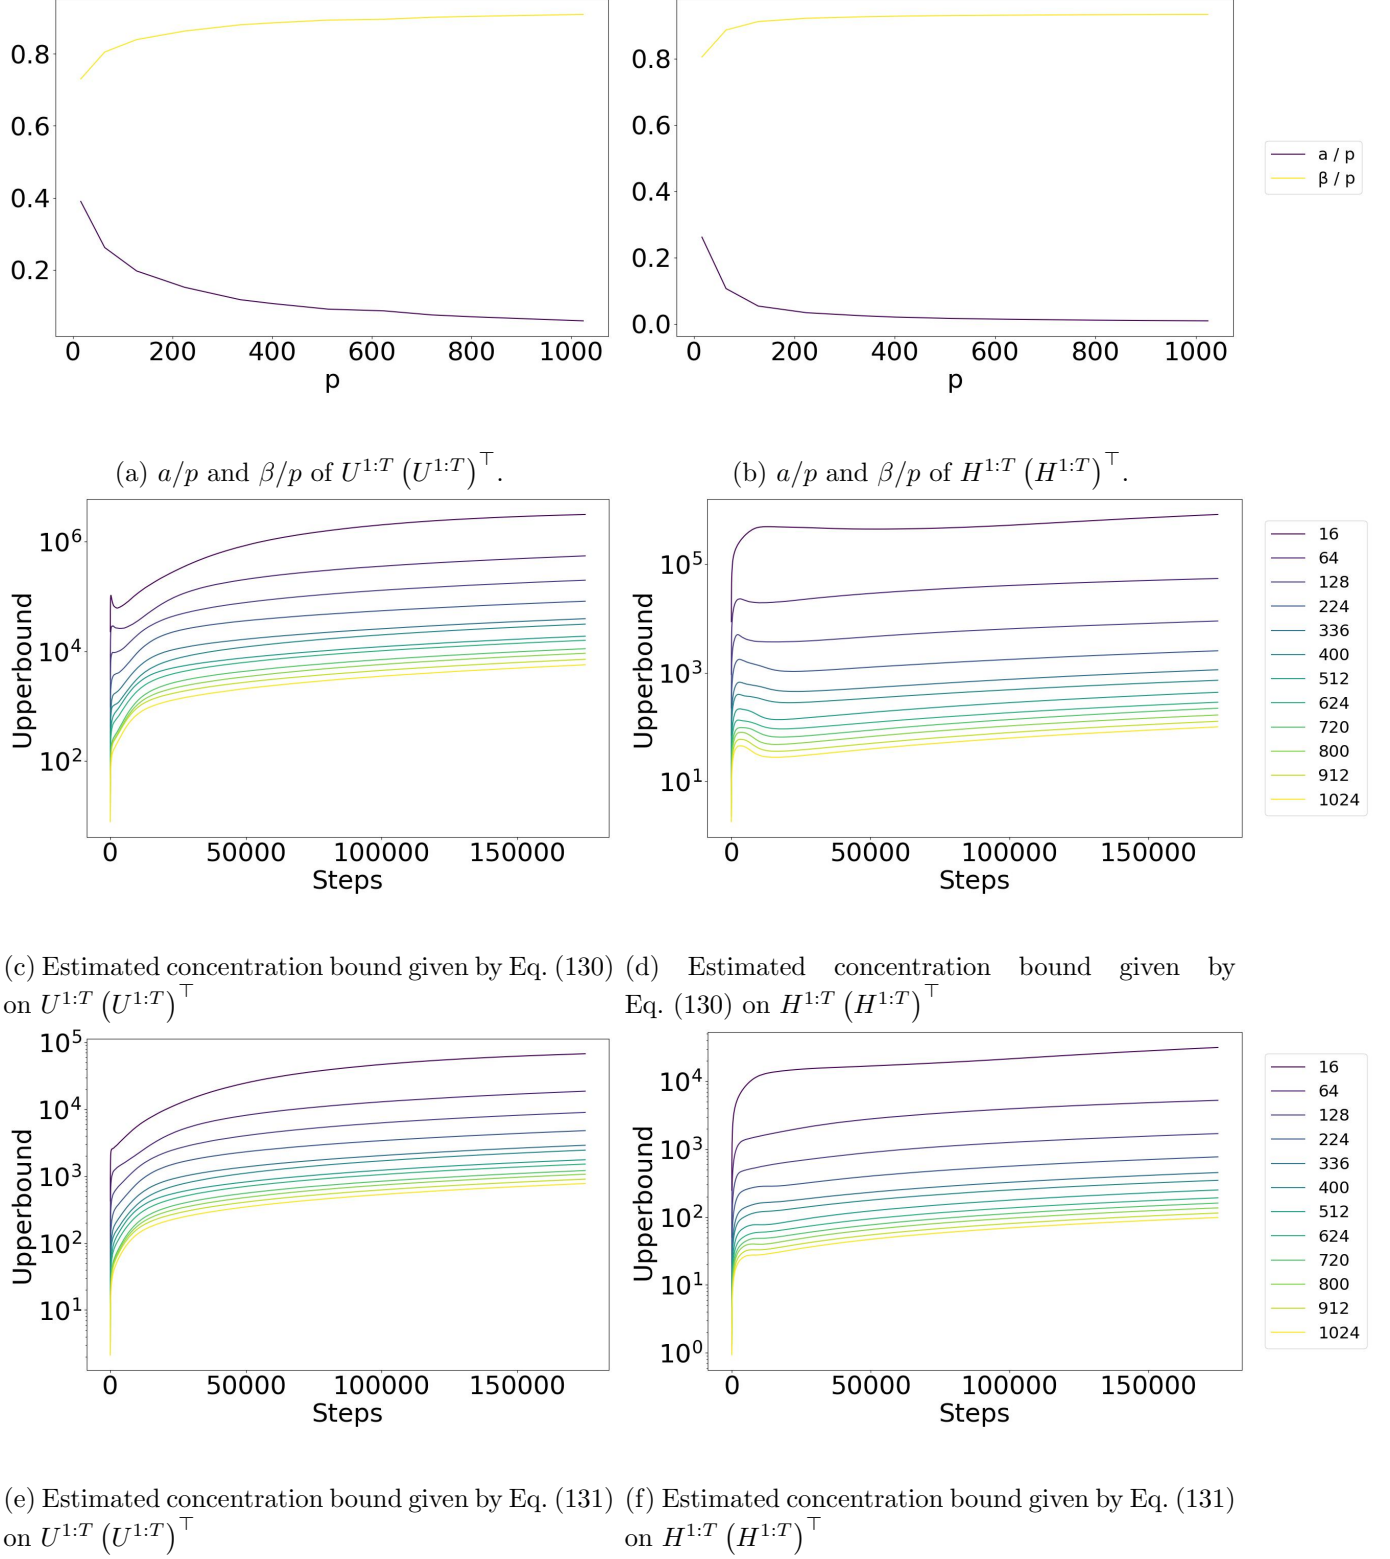 0.8
0.6
0.4
0.2
0 200 400 600 800 1000
p
0.8
0.6
0.4
0.2
0.0
0 200 400 600 800 1000
p
a / p
β / p
(a) a/p and β/p of U^{1:T} (U^{1:T})^⊤.
(b) a/p and β/p of H^{1:T} (H^{1:T})^⊤.
10^6
10^4
10^2
Upperbound
0 50000 100000 150000
Steps
10^5
10^3
10^1
Upperbound
0 50000 100000 150000
Steps
16
64
128
224
336
400
512
624
720
800
912
1024
(c) Estimated concentration bound given by Eq. (130)
on U^{1:T} (U^{1:T})^⊤
(d) Estimated concentration bound given by
Eq. (130) on H^{1:T} (H^{1:T})^⊤
10^5
10^4
10^3
10^2
10^1
Upperbound
0 50000 100000 150000
Steps
10^4
10^3
10^2
10^1
10^0
Upperbound
0 50000 100000 150000
Steps
16
64
128
224
336
400
512
624
720
800
912
1024
(e) Estimated concentration bound given by Eq. (131)
on U^{1:T} (U^{1:T})^⊤
(f) Estimated concentration bound given by Eq. (131)
on H^{1:T} (H^{1:T})^⊤